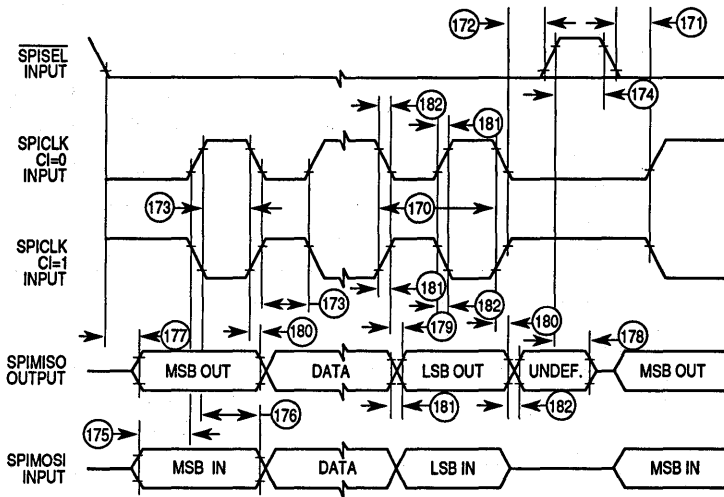 172
171
SPISEL
INPUT
174
182
181
SPICLK
CI=0
INPUT
173
170
SPICLK
CI=1
INPUT
181
182
173
177
180
179
180
178
SPIMISO
OUTPUT
MSB OUT
DATA
LSB OUT
UNDEF.
MSB OUT
176
181
182
175
SPIMOSI
INPUT
MSB IN
DATA
LSB IN
MSB IN